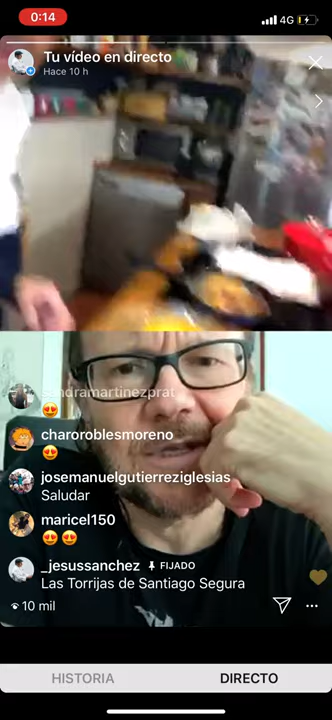 0:14
4G
Tu vídeo en directo
Hace 10 h
sandramartinezprat
😍
charoroblesmoreno
😍
josemanuelgutierreziglesias
Saludar
maricel150
😍😍
_jesussanchez FIJADO
Las Torrijas de Santiago Segura
10 mil
HISTORIA DIRECTO